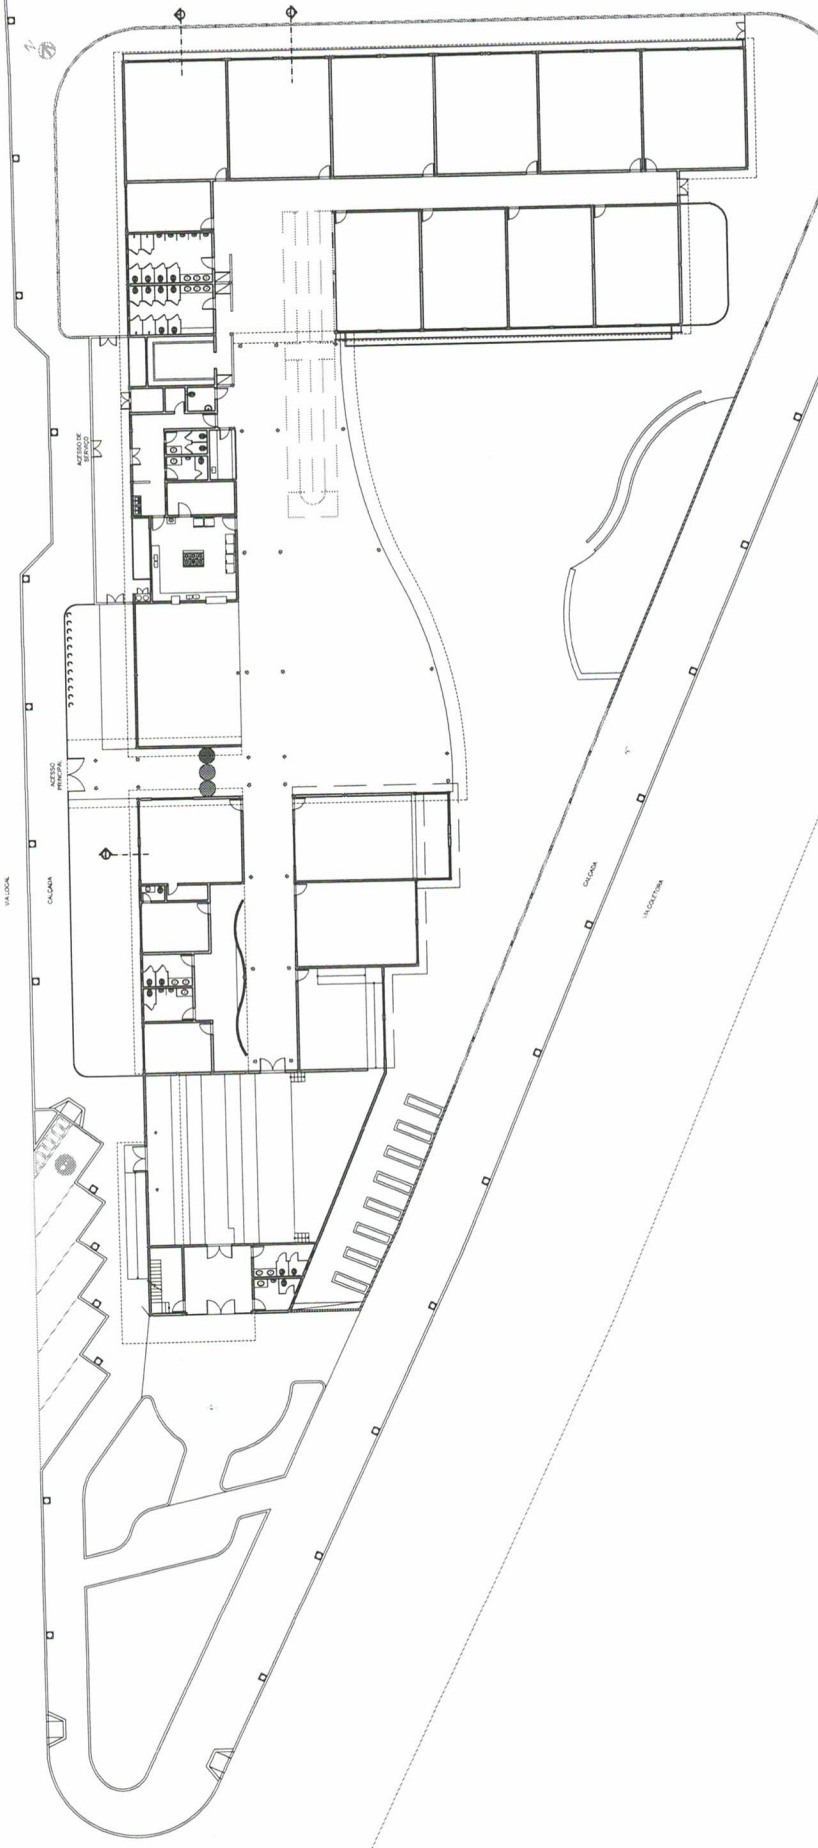 ACESSO DE
SERVIÇO
ACESSO
PRINCIPAL
VIA LOCAL
CALÇADA
CALÇADA
VIA COLETORA